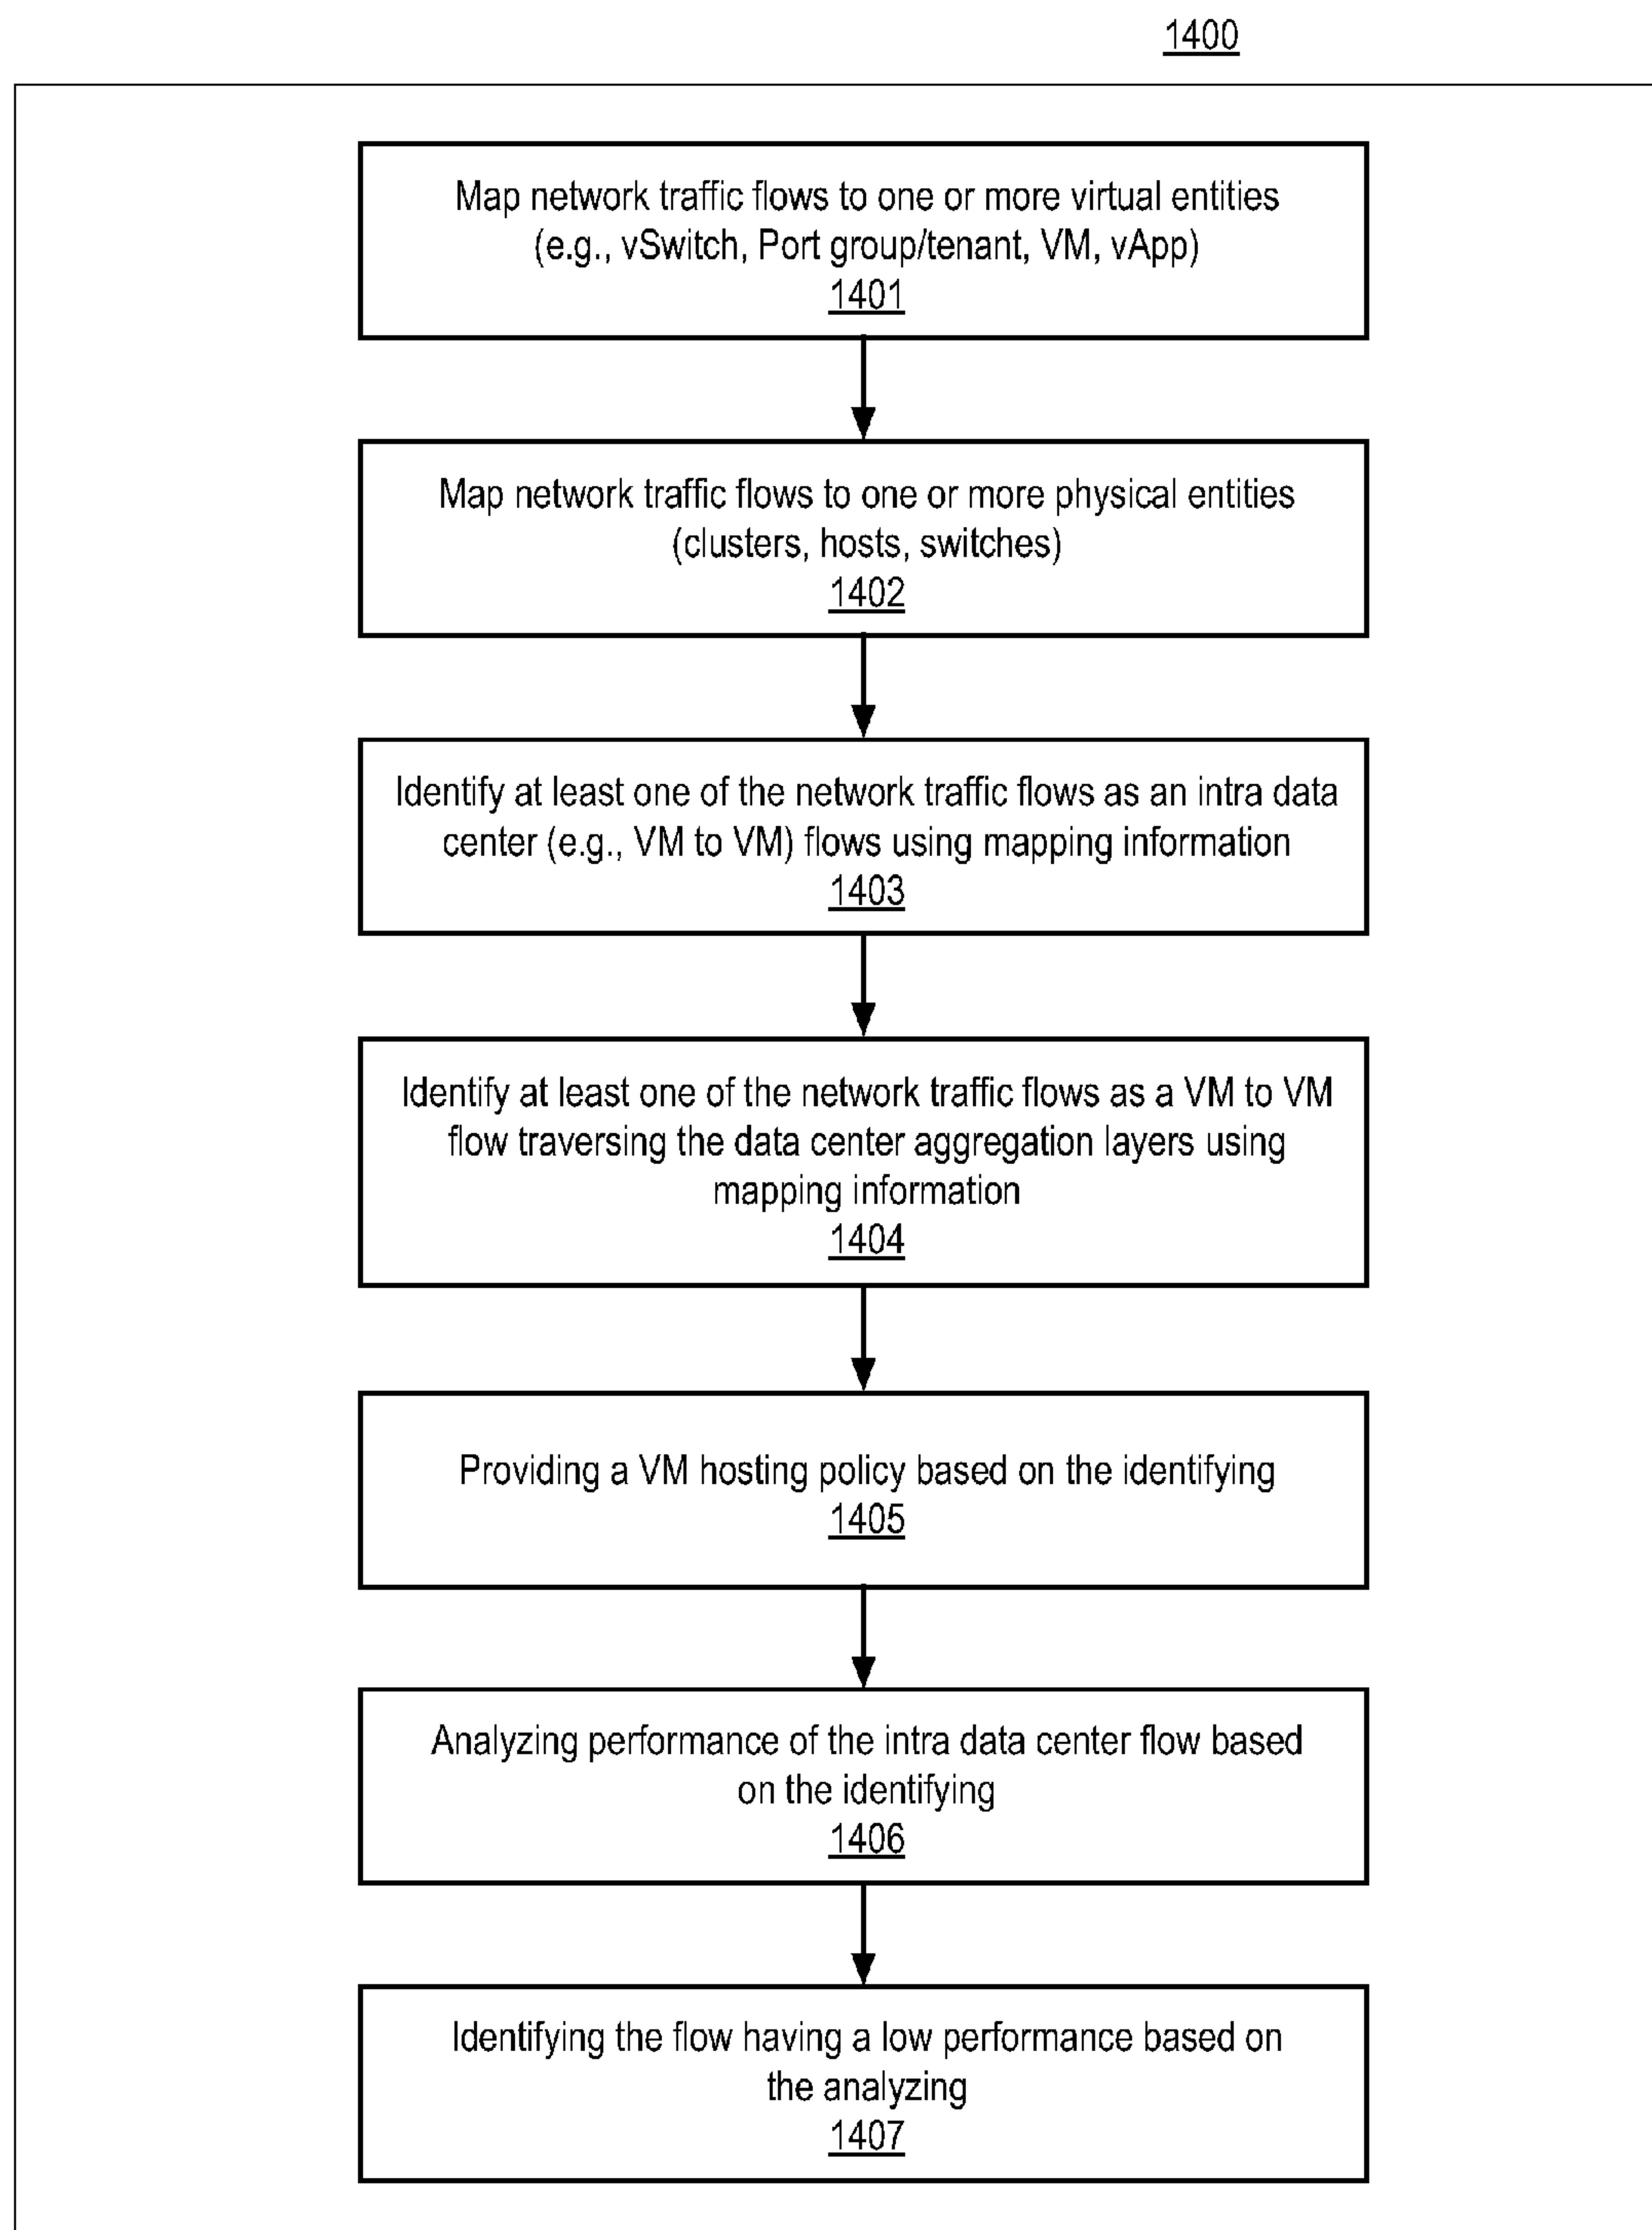 1400
Map network traffic flows to one or more virtual entities
(e.g., vSwitch, Port group/tenant, VM, vApp)
1401
Map network traffic flows to one or more physical entities
(clusters, hosts, switches)
1402
Identify at least one of the network traffic flows as an intra data
center (e.g., VM to VM) flows using mapping information
1403
Identify at least one of the network traffic flows as a VM to VM
flow traversing the data center aggregation layers using
mapping information
1404
Providing a VM hosting policy based on the identifying
1405
Analyzing performance of the intra data center flow based
on the identifying
1406
Identifying the flow having a low performance based on
the analyzing
1407